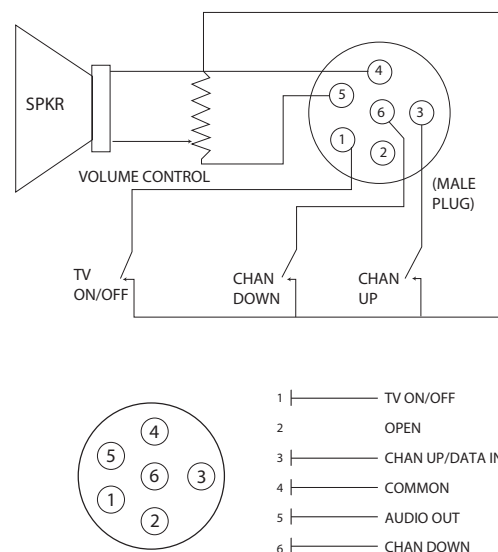 4
SPKR
5
6
3
1
2
VOLUME CONTROL
(MALE
PLUG)
TV
ON/OFF
CHAN
DOWN
CHAN
UP
4
5
6
3
1
2
1 TV ON/OFF
2 OPEN
3 CHAN UP/DATA IN
4 COMMON
5 AUDIO OUT
6 CHAN DOWN